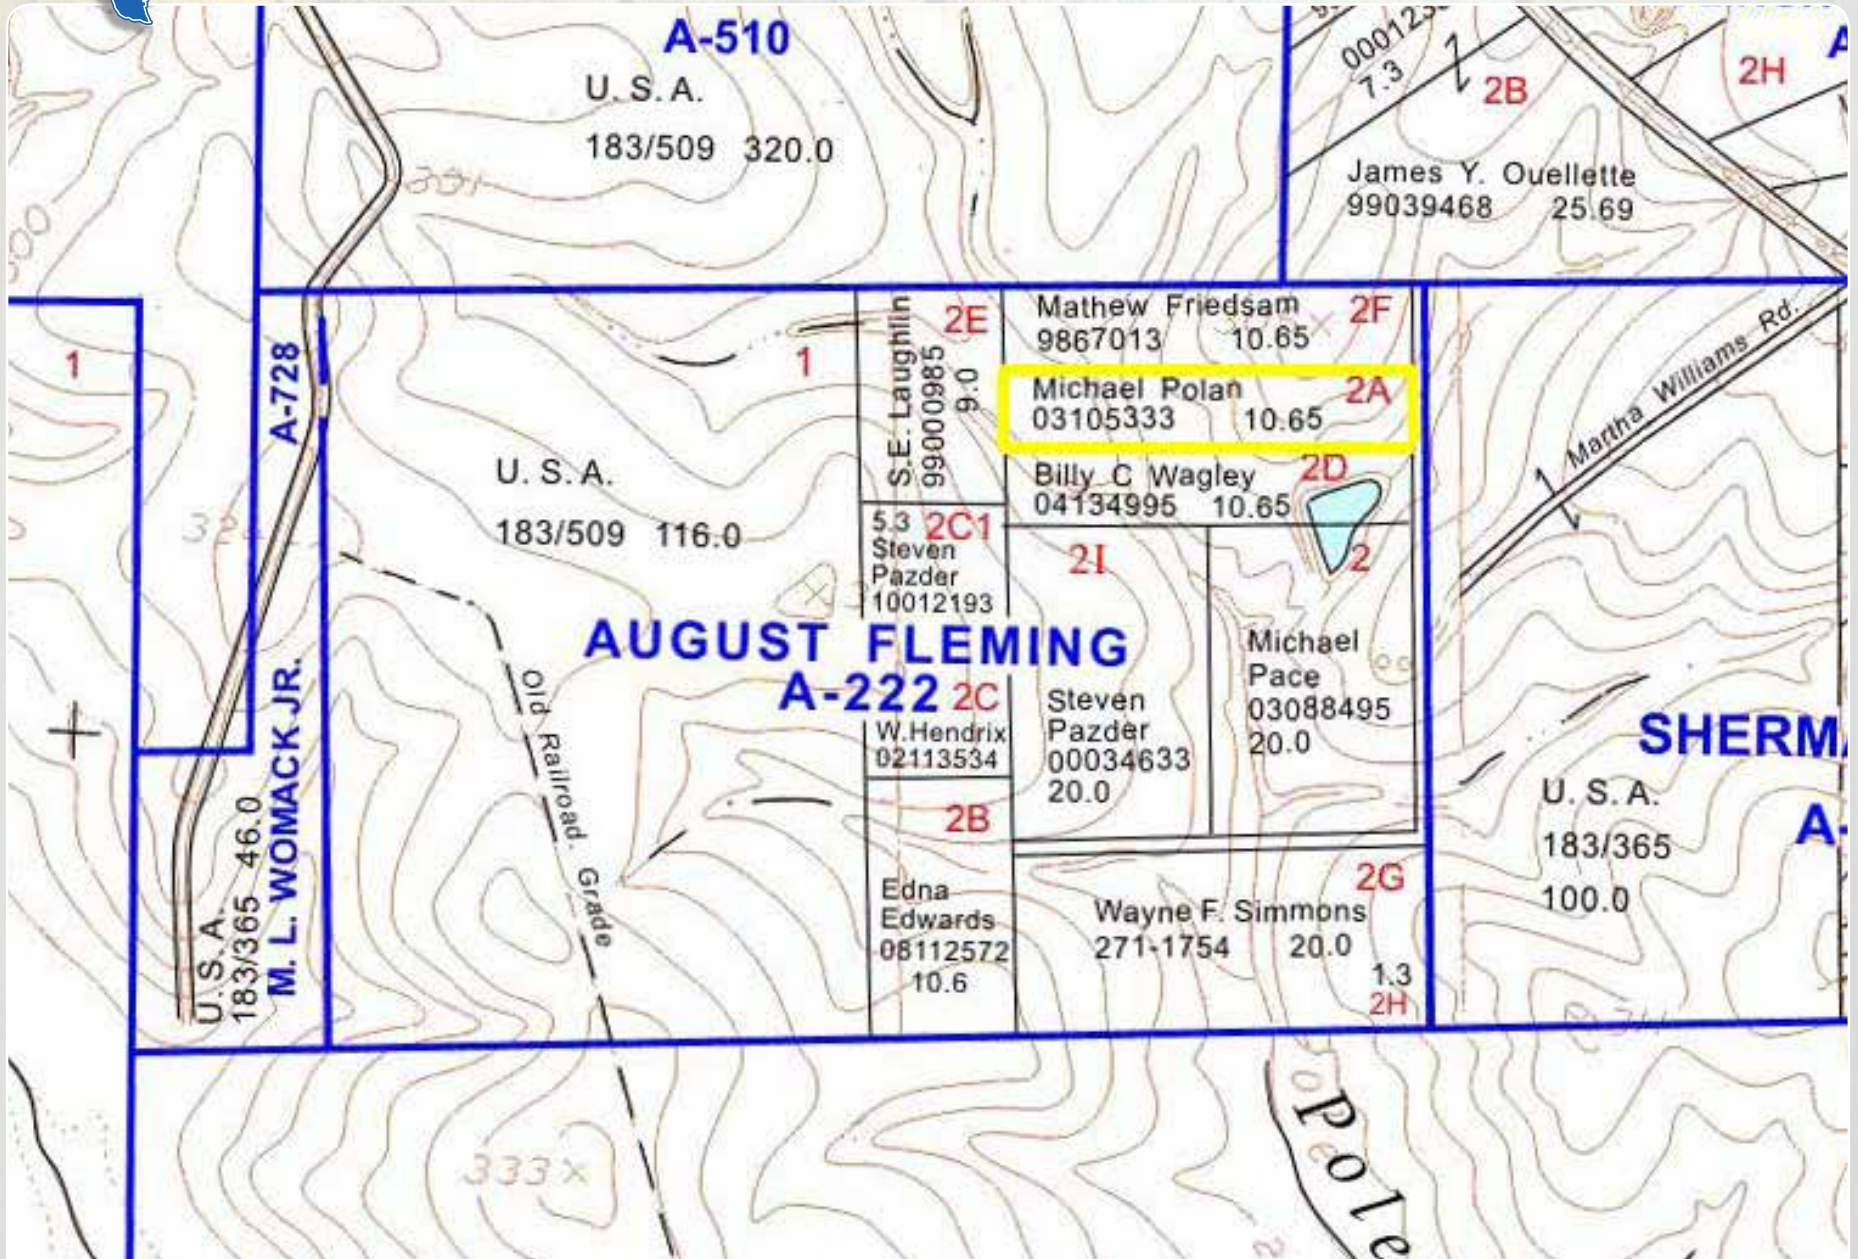 A-510
U. S. A.
183/509 320.0
331
000123
7.3
2B
2H
A
James Y. Ouellette
99039468 25.69
1
A-728
M. L. WOMACK JR.
U.S.A.
183/365 46.0
1
U. S. A.
183/509 116.0
S.E. Laughlin
99000985
9.0
2E
Mathew Friedsam 2F
9867013 10.65
Michael Polan 2A
03105333 10.65
Billy C Wagley 2D
04134995 10.65
Martha Williams Rd.
5.3 2C1
Steven
Pazder
10012193
2I
2
AUGUST FLEMING
A-222
2C
W.Hendrix
02113534
Steven
Pazder
00034633
20.0
Michael
Pace
03088495
20.0
Old Railroad Grade
2B
Edna
Edwards
08112572
10.6
2G
Wayne F. Simmons
271-1754 20.0
1.3
2H
SHERMA
A-
U. S. A.
183/365
100.0
333
Pole